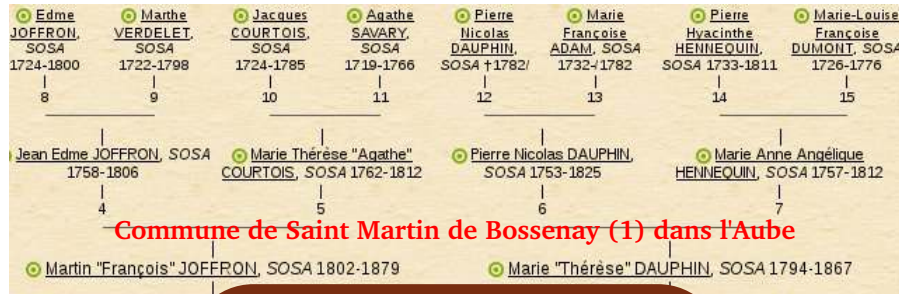 Edme JOFFRON, SOSA 1724-1800
Marthe VERDELET, SOSA 1722-1798
Jacques COURTOIS, SOSA 1724-1785
Agathe SAVARY, SOSA 1719-1766
Pierre Nicolas DAUPHIN, SOSA †1782/
Marie Françoise ADAM, SOSA 1732-/1782
Pierre Hyacinthe HENNEQUIN, SOSA 1733-1811
Marie-Louise Françoise DUMONT, SOSA 1726-1776
8 9 10 11 12 13 14 15
Jean Edme JOFFRON, SOSA 1758-1806
Marie Thérèse "Agathe" COURTOIS, SOSA 1762-1812
Pierre Nicolas DAUPHIN, SOSA 1753-1825
Marie Anne Angélique HENNEQUIN, SOSA 1757-1812
4 5 6 7
Commune de Saint Martin de Bossenay (1) dans l'Aube
Martin "François" JOFFRON, SOSA 1802-1879
Marie "Thérèse" DAUPHIN, SOSA 1794-1867